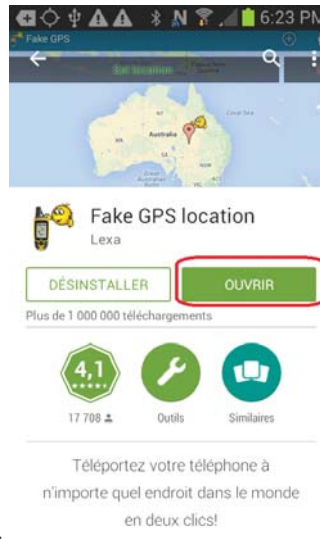 6:23 PM
Fake GPS
Set location
Australia
Fake GPS location
Lexa
DÉSINSTALLER
OUVRIR
Plus de 1 000 000 téléchargements
4,1
17 708
Outils
Similaires
Téléportez votre téléphone à
n'importe quel endroit dans le monde
en deux clics!